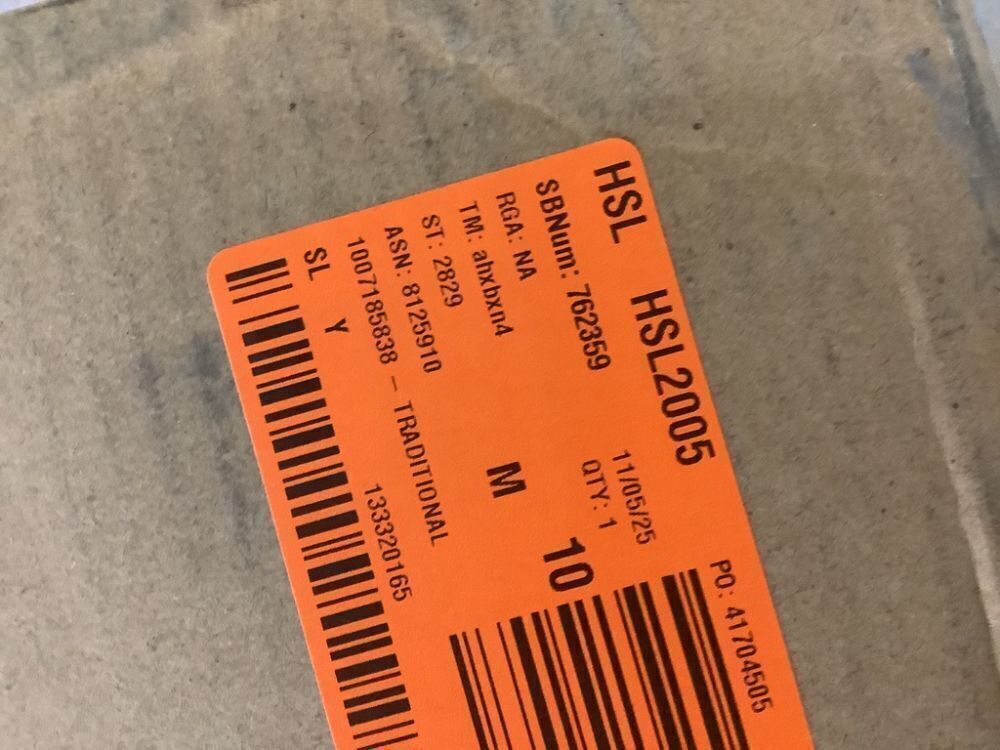 HSL HSL2005 PO: 41704505
SBNum: 762359 11/05/25
RGA: NA QTY: 1
TM: ahxbxn4 M 10
ST: 2829
ASN: 8125910
1007185838 – TRADITIONAL
SL Y 133320165